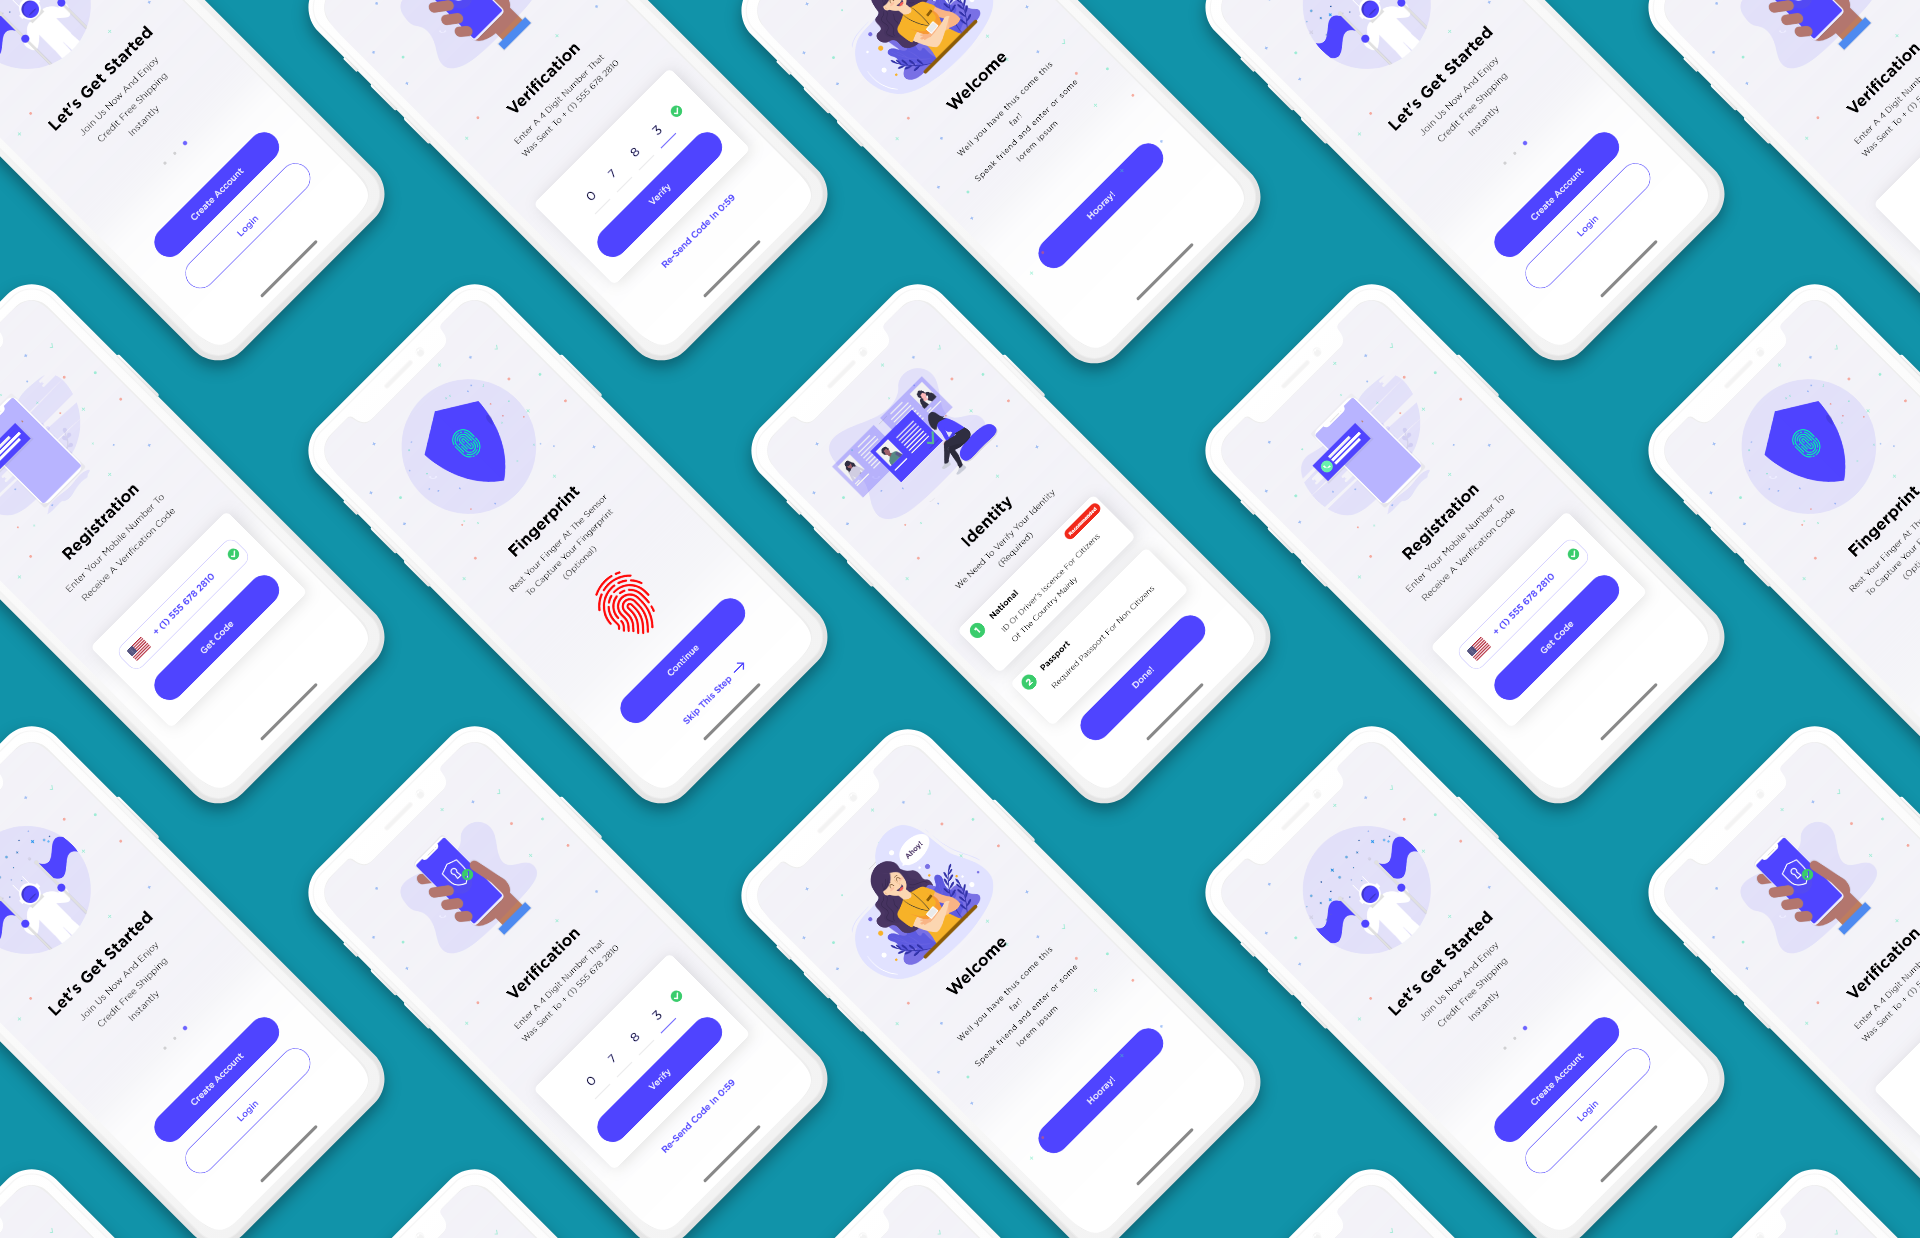 Let's Get Started
Join Us Now And Enjoy
Credit Free Shipping
Instantly
Create Account
Login
Verification
Enter A 4 Digit Number That
Was Sent To + (1) 555 678 2810
0 7 8 3
Verify
Re-Send Code In 0:59
Welcome
Well you have thus come this
far!
Speak friend and enter or some
lorem ipsum
Hooray!
Let's Get Started
Join Us Now And Enjoy
Credit Free Shipping
Instantly
Create Account
Login
Verification
Enter A 4 Digit Numb
Was Sent To + (1) 5
Registration
Enter Your Mobile Number To
Receive A Verification Code
+ (1) 555 678 2810
Get Code
Fingerprint
Rest Your Finger At The Sensor
To Capture Your Fingerprint
(Optional)
Continue
Skip This Step
Identity
We Need To Verify Your Identity
(Required)
Recommended
1
National
ID Or Driver's Iscence For Citizens
Of The Country Mainly
2
Passport
Required Passport For Non Citizens
Done!
Registration
Enter Your Mobile Number To
Receive A Verification Code
+ (1) 555 678 2810
Get Code
Fingerprint
Rest Your Finger At Th
To Capture Your F
(Opti
Let's Get Started
Join Us Now And Enjoy
Credit Free Shipping
Instantly
Create Account
Login
Verification
Enter A 4 Digit Number That
Was Sent To + (1) 555 678 2810
0 7 8 3
Verify
Re-Send Code In 0:59
Ahoy!
Welcome
Well you have thus come this
far!
Speak friend and enter or some
lorem ipsum
Hooray!
Let's Get Started
Join Us Now And Enjoy
Credit Free Shipping
Instantly
Create Account
Login
Verification
Enter A 4 Digit Numb
Was Sent To + (1) 5